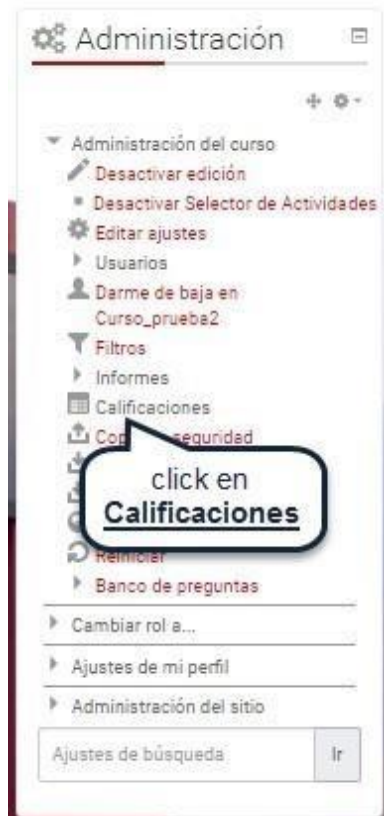 Administración
Administración del curso
Desactivar edición
Desactivar Selector de Actividades
Editar ajustes
Usuarios
Darme de baja en
Curso_prueba2
Filtros
Informes
Calificaciones
seguridad
click en
Calificaciones
Reiniciar
Banco de preguntas
Cambiar rol a...
Ajustes de mi perfil
Administración del sitio
Ajustes de búsqueda
Ir